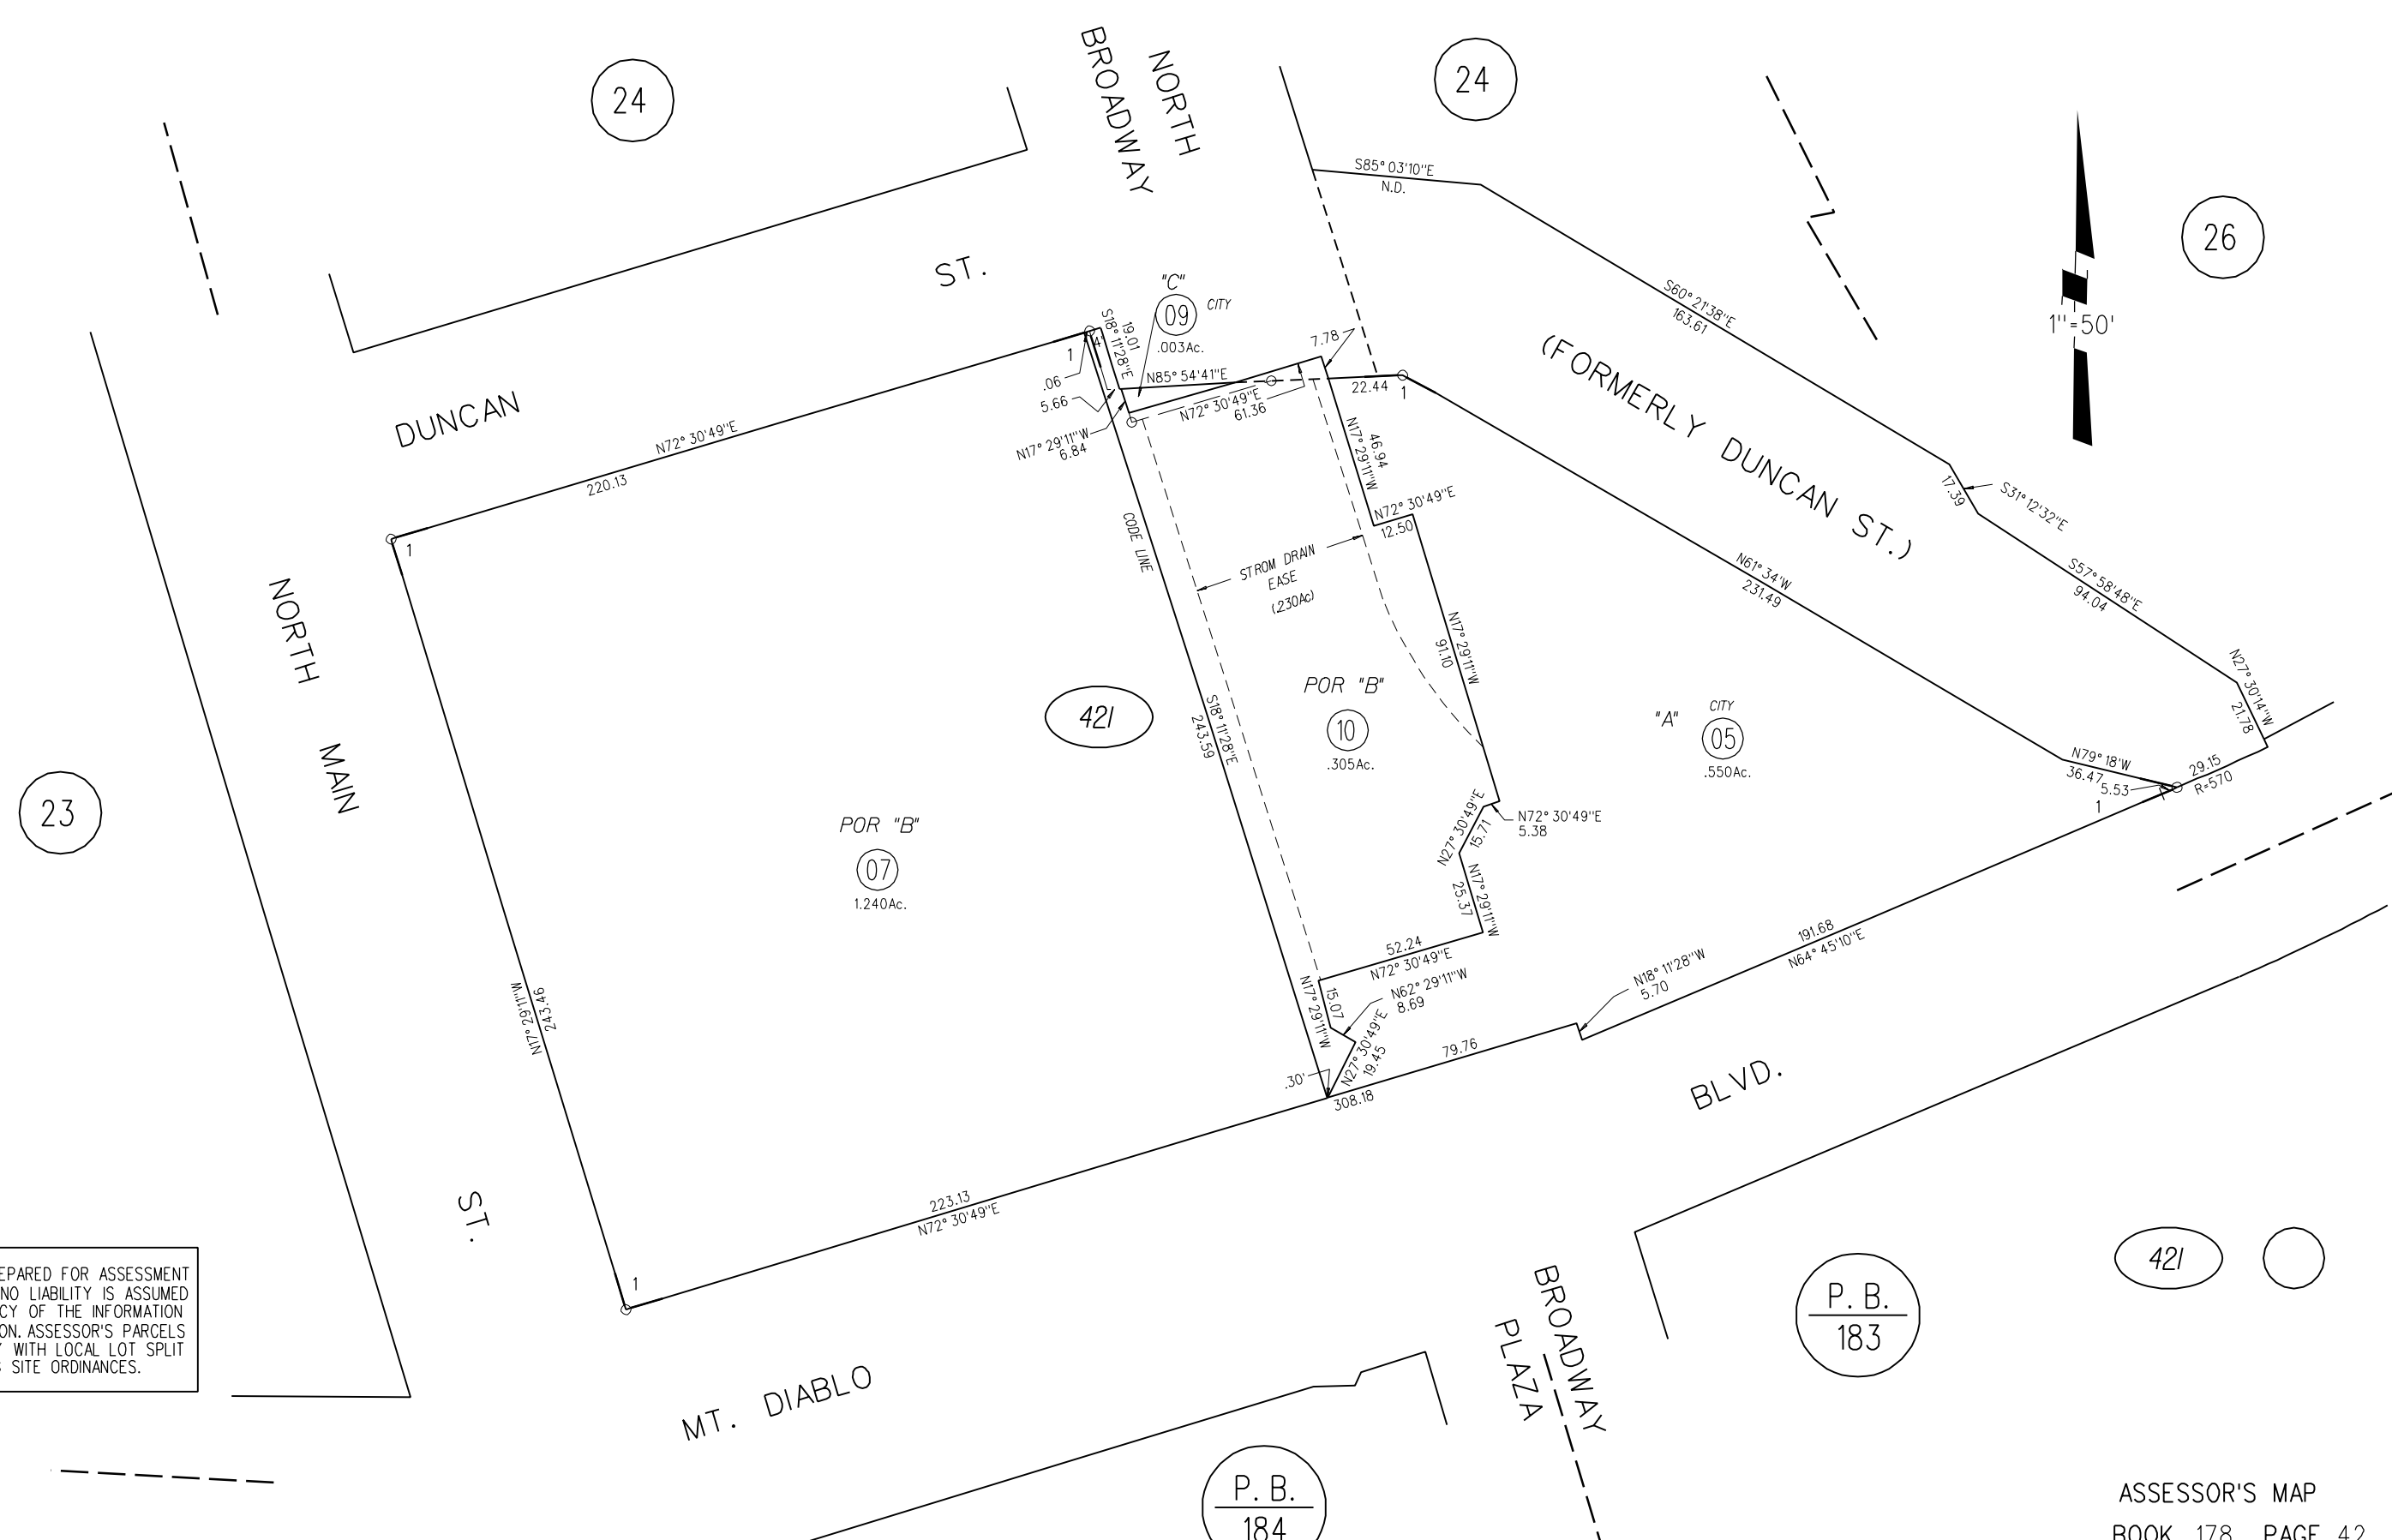 24
24
26
23
NORTH
BROADWAY
ST.
DUNCAN
NORTH
MAIN
ST.
"C"
09
CITY
.003Ac.
S18° 11'28"E
19.01
4'
1
.06
5.66
N85° 54'41"E
7.78
22.44
1
N72° 30'49"E
61.36
N17° 29'11"W
6.84
N72° 30'49"E
220.13
1
S85° 03'10"E
N.D.
S60° 21'38"E
163.61
(FORMERLY DUNCAN ST.)
17.39
S31° 12'32"E
S57° 58'48"E
94.04
N27° 30'14"W
21.78
1"=50'
N61° 34'W
231.49
N79° 18'W
36.47
5.53
1
29.15
R=570
46.94
N17° 29'11"W
N72° 30'49"E
12.50
CODE LINE
STROM DRAIN
EASE
(.230Ac)
N17° 29'11"W
91.10
421
S18° 11'28"E
243.59
POR "B"
10
.305Ac.
"A"
CITY
05
.550Ac.
POR "B"
07
1.240Ac.
N72° 30'49"E
5.38
N27° 30'49"E
15.71
N17° 29'11"W
25.37
52.24
N72° 30'49"E
N62° 29'11"W
8.69
15.07
N17° 29'11"W
N27° 30'49"E
19.45
.30'
308.18
79.76
N18° 11'28"W
5.70
191.68
N64° 45'10"E
N17° 29'11"W
243.46
1
223.13
N72° 30'49"E
MT. DIABLO
BLVD.
BROADWAY
PLAZA
EPARED FOR ASSESSMENT
NO LIABILITY IS ASSUMED
CY OF THE INFORMATION
ON. ASSESSOR'S PARCELS
Y WITH LOCAL LOT SPLIT
SITE ORDINANCES.
P. B.
183
P. B.
184
421
ASSESSOR'S MAP
BOOK 178 PAGE 42